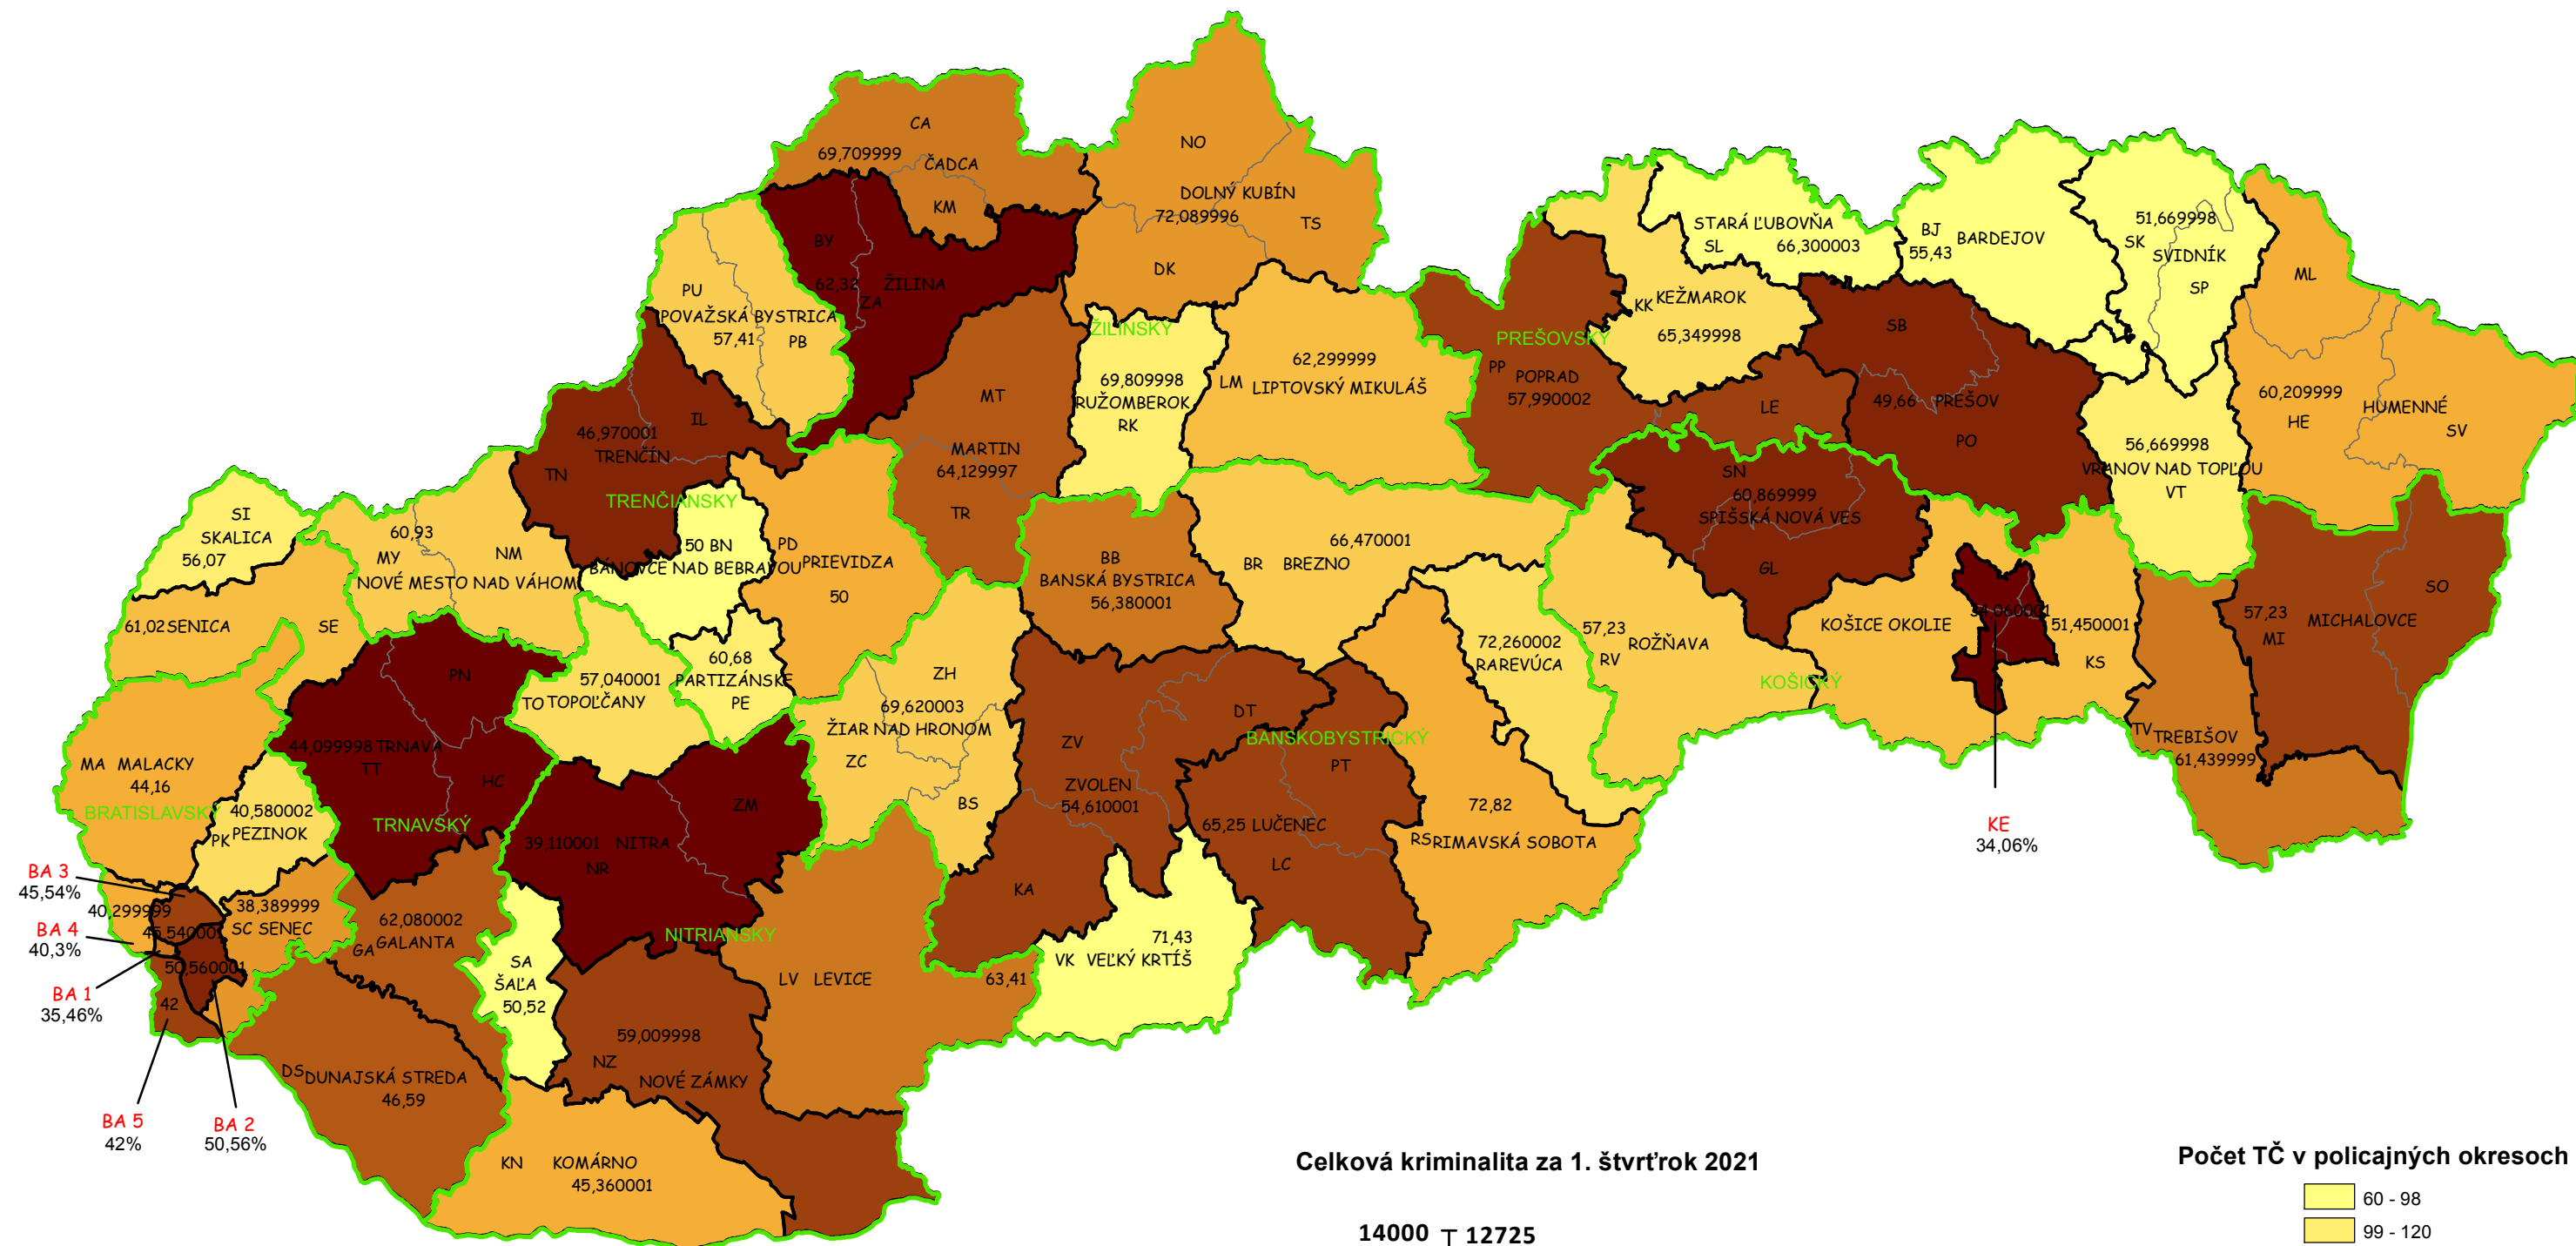 CA
69,709999
ČADCA
KM
NO
DOLNÝ KUBÍN
72,089996
TS
DK
BY
62,32
ŽILINA
ZA
PU
POVAŽSKÁ BYSTRICA
57,41
PB
ŽILINSKÝ
STARÁ ĽUBOVŇA
SL
66,300003
BJ
BARDEJOV
55,43
51,669998
SK
SVIDNÍK
SP
ML
KK
KEŽMAROK
65,349998
PREŠOVSKÝ
PP
POPRAD
57,990002
LE
SB
49,66
PREŠOV
PO
60,209999
HUMENNÉ
HE
SV
56,669998
VRANOV NAD TOPĽOU
VT
MT
MARTIN
64,129997
TR
69,809998
RUŽOMBEROK
RK
62,299999
LM
LIPTOVSKÝ MIKULÁŠ
IL
46,970001
TRENČÍN
TN
TRENČIANSKY
SN
60,869999
SPIŠSKÁ NOVÁ VES
GL
SI
SKALICA
56,07
60,93
MY
NM
NOVÉ MESTO NAD VÁHOM
50 BN
BÁNOVCE NAD BEBRAVOU
PD
PRIEVIDZA
50
BB
BANSKÁ BYSTRICA
56,380001
66,470001
BR
BREZNO
61,02
SENICA
SE
60,68
PARTIZÁNSKE
PE
57,040001
TO
TOPOĽČANY
72,260002
RAREVÚCA
57,23
ROŽŇAVA
RV
KOŠICE OKOLIE
34,060001
51,450001
KS
KOŠICKÝ
57,23
MICHALOVCE
MI
SO
PN
44,099998
TRNAVA
TT
HC
TRNAVSKÝ
ZH
69,620003
ŽIAR NAD HRONOM
ZC
BS
DT
ZV
BANSKOBYSTRICKÝ
PT
ZVOLEN
54,610001
KA
TV
TREBIŠOV
61,439999
MA
MALACKY
44,16
BRATISLAVSKÝ
40,580002
PEZINOK
PK
ZM
39,110001
NITRA
NR
NITRIANSKY
65,25
LUČENEC
LC
72,82
RS
RIMAVSKÁ SOBOTA
KE
34,06%
BA 3
45,54%
40,299999
BA 4
40,3%
38,389999
SC SENEC
50,560001
BA 1
35,46%
42
62,080002
GALANTA
GA
SA
ŠAĽA
50,52
LV
LEVICE
63,41
71,43
VK
VEĽKÝ KRTÍŠ
59,009998
NZ
NOVÉ ZÁMKY
DS
DUNAJSKÁ STREDA
46,59
BA 5
42%
BA 2
50,56%
KN
KOMÁRNO
45,360001
Celková kriminalita za 1. štvrťrok 2021
14000
12725
Počet TČ v policajných okresoch
60 - 98
99 - 120